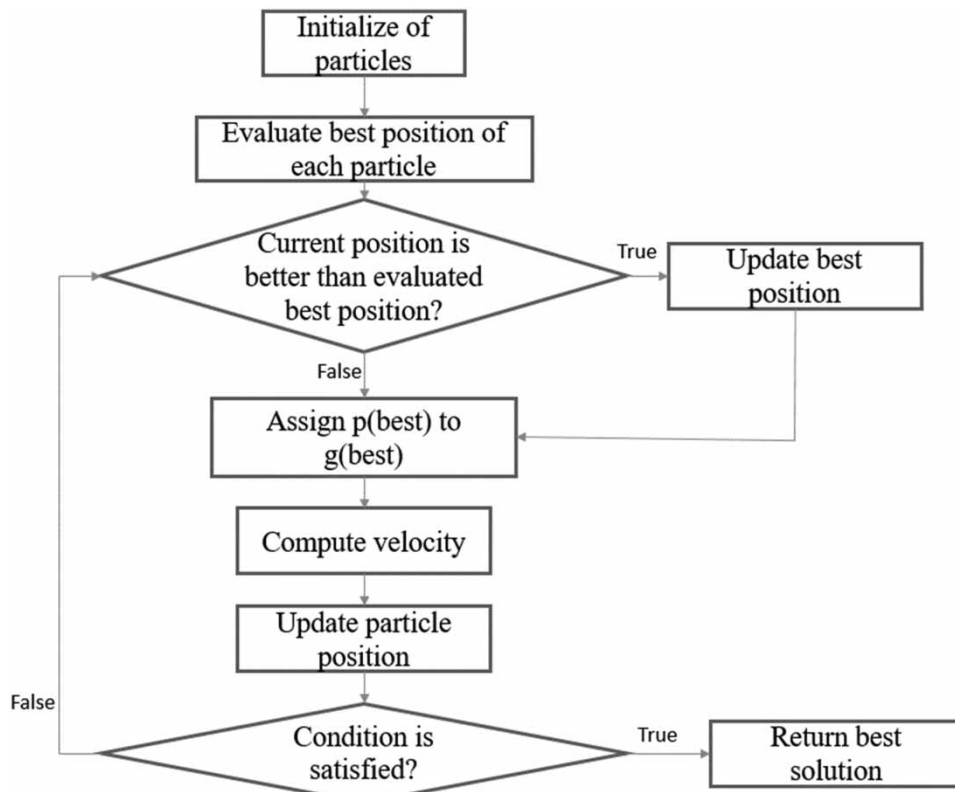 Initialize of
particles
Evaluate best position of
each particle
Current position is
better than evaluated
best position?
True
Update best
position
False
Assign p(best) to
g(best)
Compute velocity
Update particle
position
False
Condition is
satisfied?
True
Return best
solution